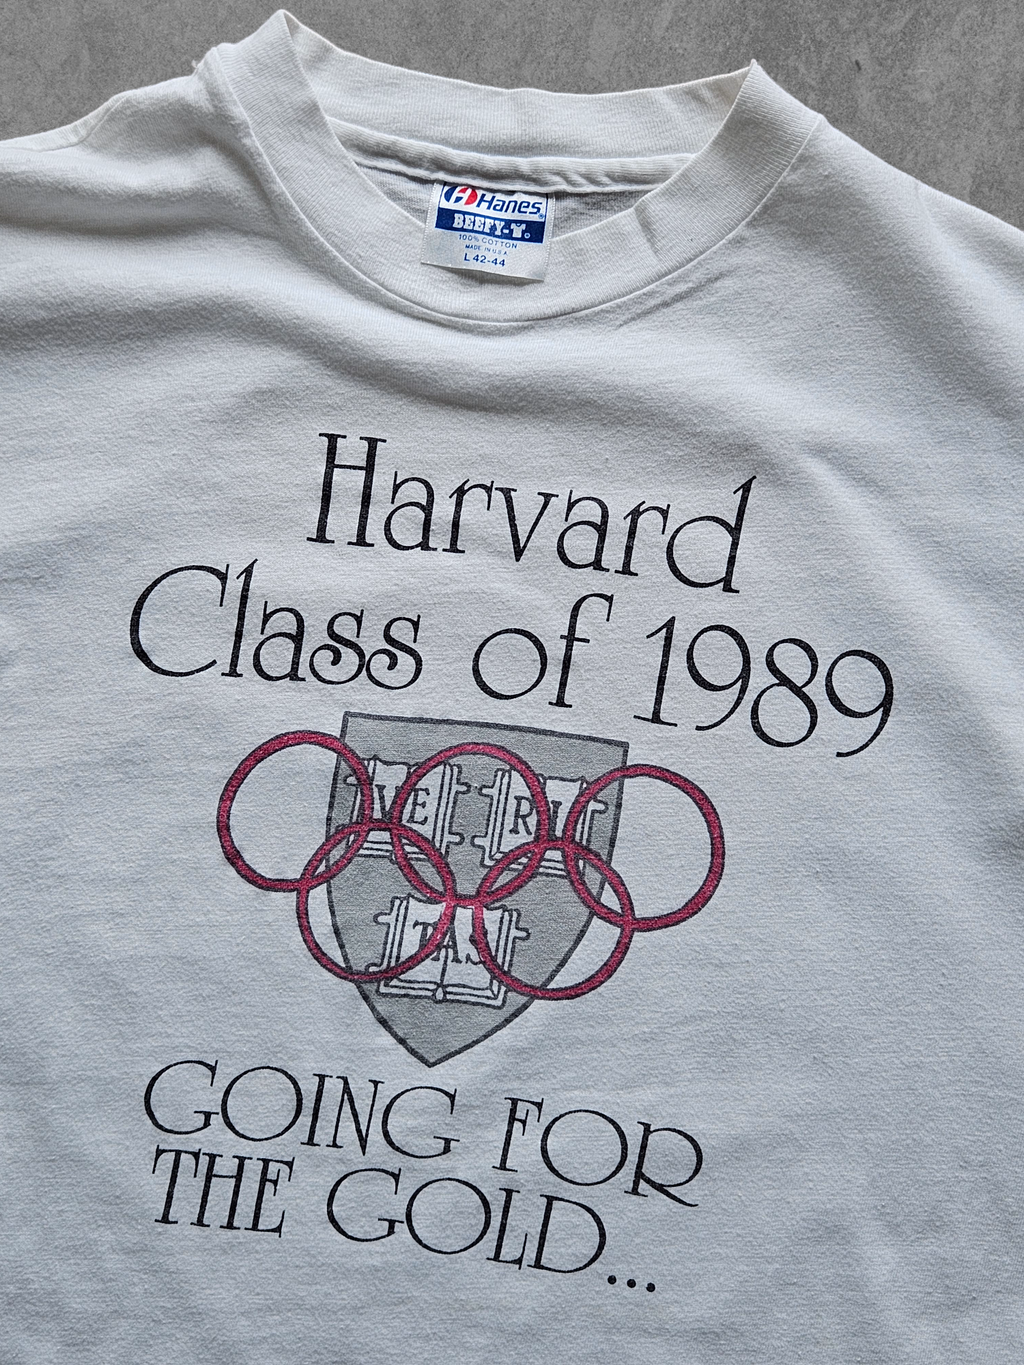 Hanes®
BEEFY-T®
100% COTTON
MADE IN U.S.A
L 42-44
Harvard
Class of 1989
VE RI
TAS
GOING FOR
THE GOLD...